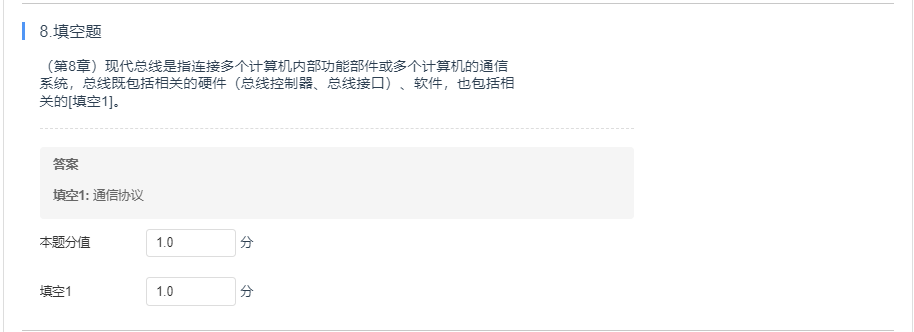 8.填空题
（第8章）现代总线是指连接多个计算机内部功能部件或多个计算机的通信
系统，总线既包括相关的硬件（总线控制器、总线接口）、软件，也包括相
关的[填空1]。
答案
填空1: 通信协议
本题分值 1.0 分
填空1 1.0 分